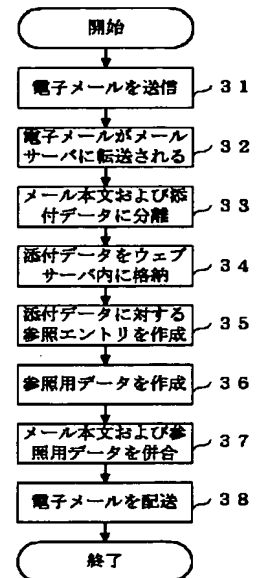 開始
電子メールを送信 31
電子メールがメール
サーバに転送される 32
メール本文および添
付データに分離 33
添付データをウェブ
サーバ内に格納 34
添付データに対する
参照エントリを作成 35
参照用データを作成 36
メール本文および参
照用データを併合 37
電子メールを配送 38
終了